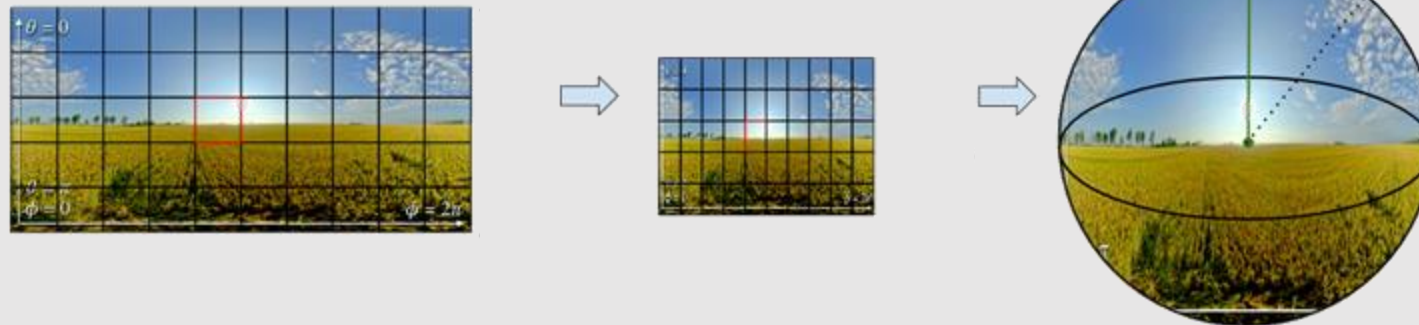 θ = 0
θ = π
ϕ = 0
ϕ = 2π